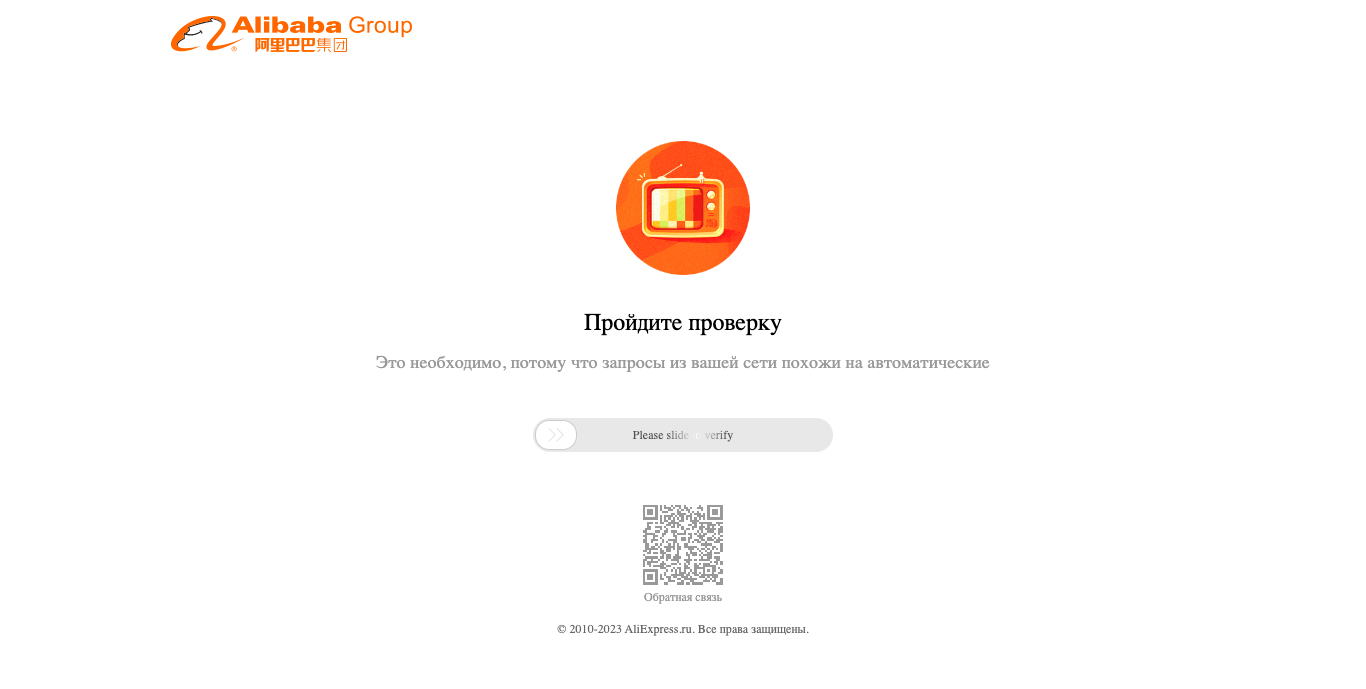 Alibaba Group
阿里巴巴集团
Пройдите проверку
Это необходимо, потому что запросы из вашей сети похожи на автоматические
Please slide to verify
Обратная связь
© 2010-2023 AliExpress.ru. Все права защищены.